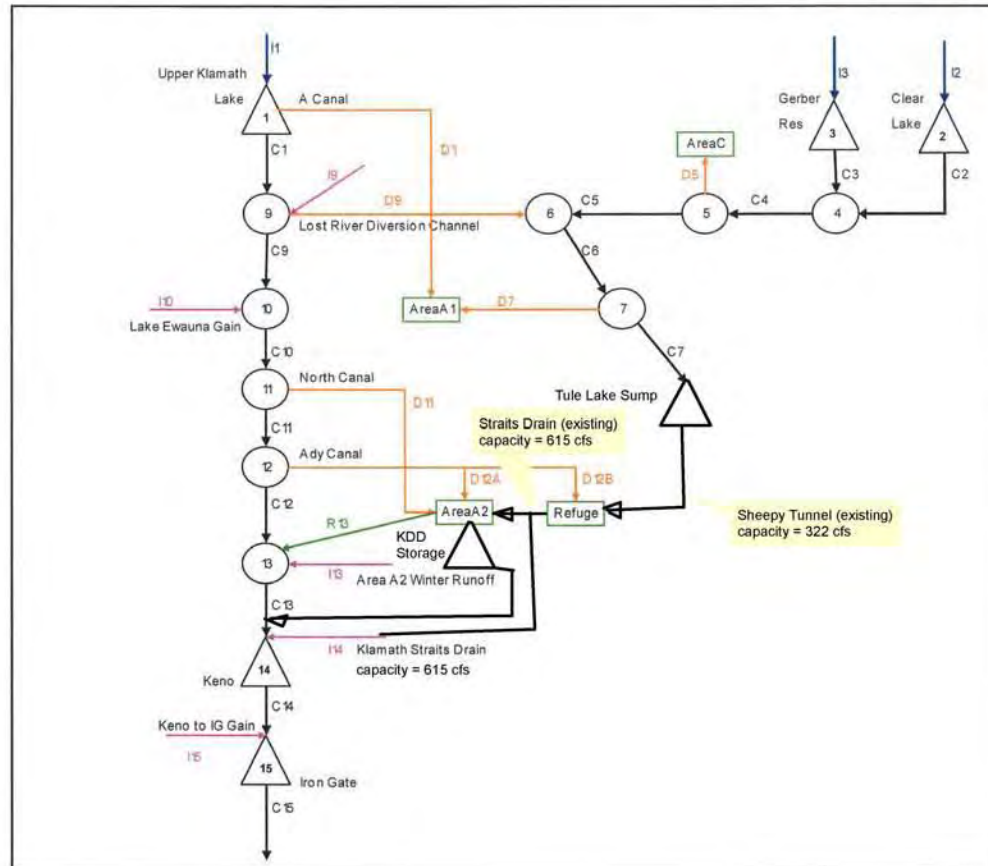 I1
Upper Klamath
Lake
1
A Canal
C1
D1
I9
9
D9
Lost River Diversion Channel
C9
I10
10
Lake Ewauna Gain
C10
11
North Canal
D11
C11
12
Ady Canal
D12A
D12B
C12
R13
13
I13
Area A2 Winter Runoff
C13
I14
Klamath Straits Drain
capacity = 615 cfs
14
Keno
C14
Keno to IG Gain
I15
15
Iron Gate
C15
I3
Gerber
Res
3
C3
I2
Clear
Lake
2
C2
AreaC
D5
C5
5
C4
4
6
C6
AreaA1
D7
7
C7
Tule Lake Sump
Straits Drain (existing)
capacity = 615 cfs
AreaA2
Refuge
KDD
Storage
Sheepy Tunnel (existing)
capacity = 322 cfs